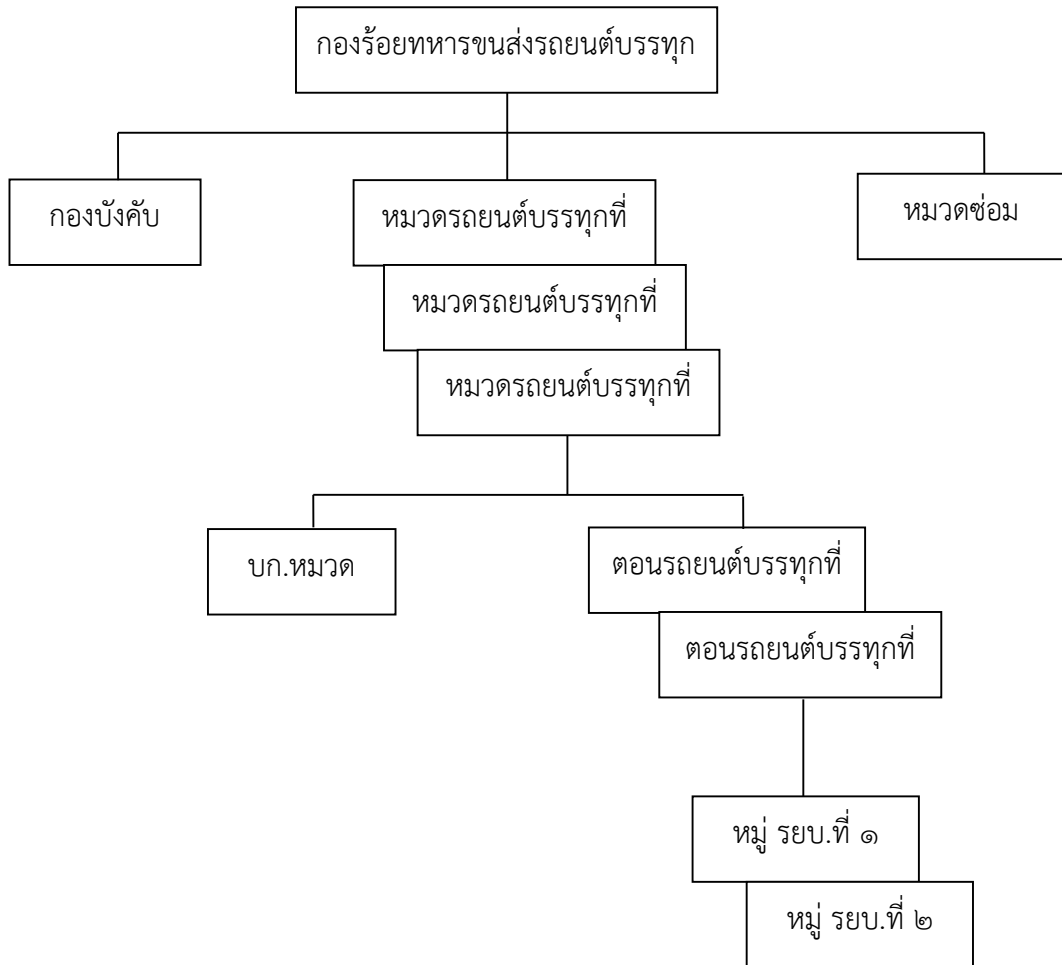 กองร้อยทหารขนส่งรถยนต์บรรทุก
กองบังคับ
หมวดรถยนต์บรรทุกที่
หมวดซ่อม
หมวดรถยนต์บรรทุกที่
หมวดรถยนต์บรรทุกที่
บก.หมวด
ตอนรถยนต์บรรทุกที่
ตอนรถยนต์บรรทุกที่
หมู่ รยบ.ที่ ๑
หมู่ รยบ.ที่ ๒